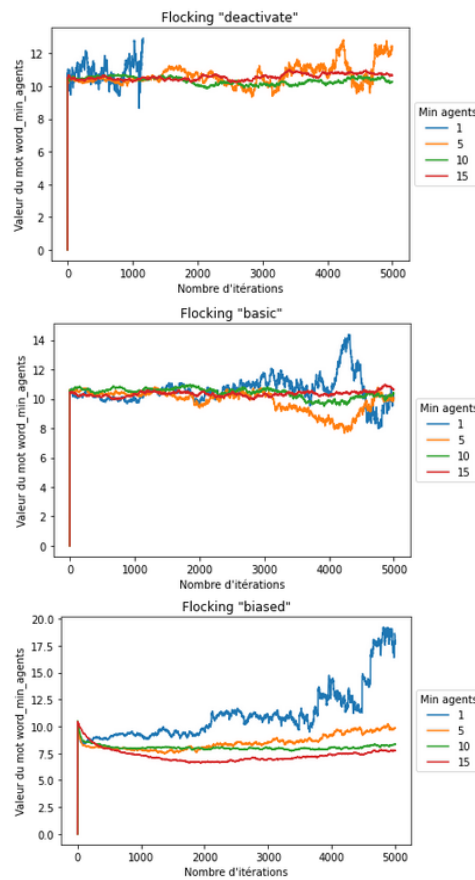 Flocking "deactivate"
Valeur du mot word_min_agents
12
10
8
6
4
2
0
0 1000 2000 3000 4000 5000
Nombre d'itérations
Min agents
1
5
10
15
Flocking "basic"
Valeur du mot word_min_agents
14
12
10
8
6
4
2
0
0 1000 2000 3000 4000 5000
Nombre d'itérations
Min agents
1
5
10
15
Flocking "biased"
Valeur du mot word_min_agents
20.0
17.5
15.0
12.5
10.0
7.5
5.0
2.5
0.0
0 1000 2000 3000 4000 5000
Nombre d'itérations
Min agents
1
5
10
15